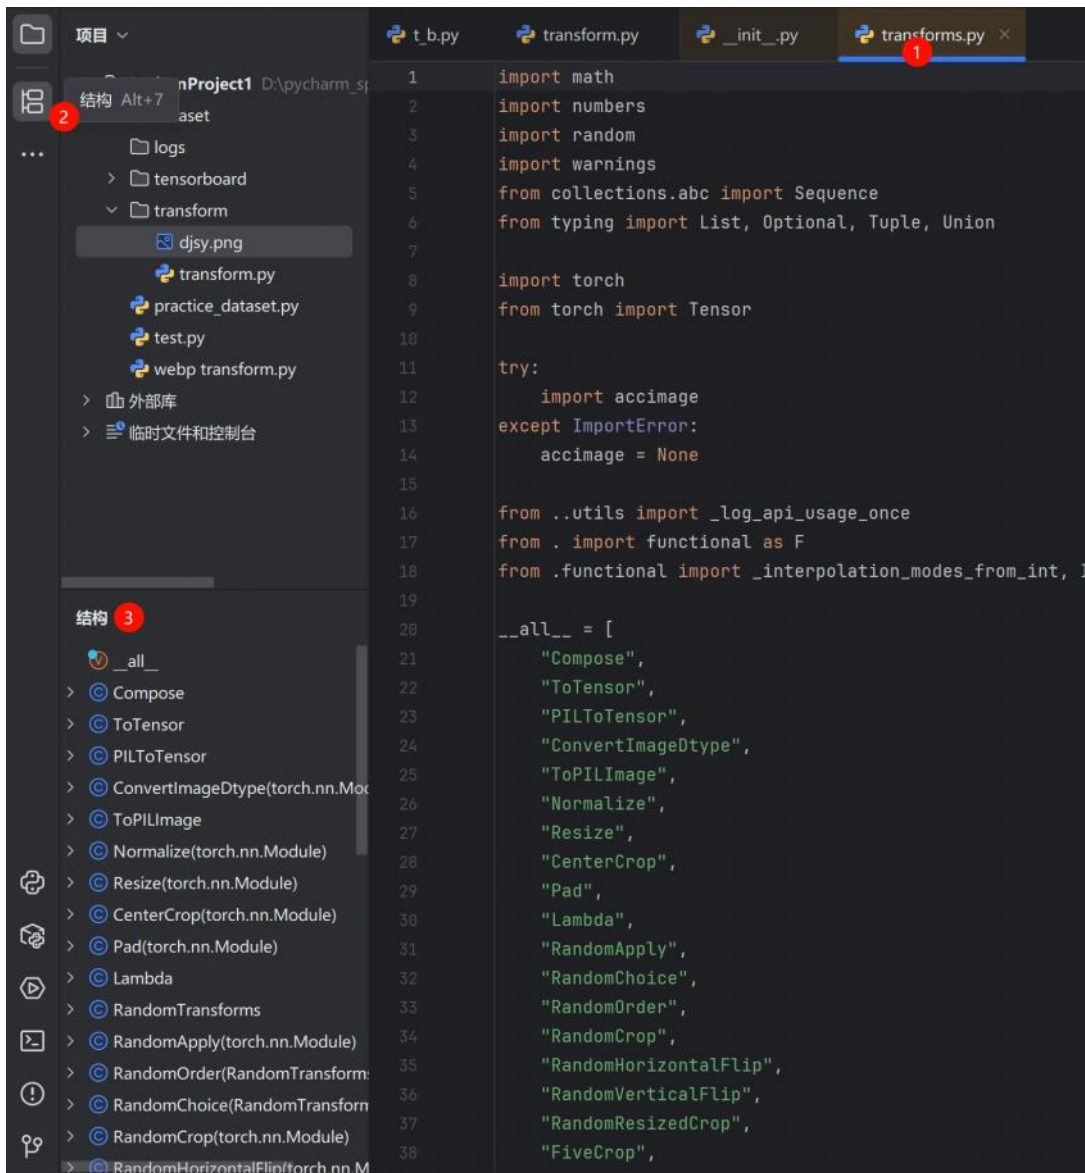 项目
t_b.py
transform.py
__init__.py
transforms.py
1
nProject1 D:\pycharm_sp
结构 Alt+7
2
aset
logs
tensorboard
transform
djsy.png
transform.py
practice_dataset.py
test.py
webp transform.py
外部库
临时文件和控制台
结构 3
__all__
Compose
ToTensor
PILToTensor
ConvertImageDtype(torch.nn.Mod
ToPILImage
Normalize(torch.nn.Module)
Resize(torch.nn.Module)
CenterCrop(torch.nn.Module)
Pad(torch.nn.Module)
Lambda
RandomTransforms
RandomApply(torch.nn.Module)
RandomOrder(RandomTransforms
RandomChoice(RandomTransform
RandomCrop(torch.nn.Module)
RandomHorizontalFlip(torch.nn.M
1 import math
2 import numbers
3 import random
4 import warnings
5 from collections.abc import Sequence
6 from typing import List, Optional, Tuple, Union
7
8 import torch
9 from torch import Tensor
10
11 try:
12     import accimage
13 except ImportError:
14     accimage = None
15
16 from ..utils import _log_api_usage_once
17 from . import functional as F
18 from .functional import _interpolation_modes_from_int,
19
20 __all__ = [
21     "Compose",
22     "ToTensor",
23     "PILToTensor",
24     "ConvertImageDtype",
25     "ToPILImage",
26     "Normalize",
27     "Resize",
28     "CenterCrop",
29     "Pad",
30     "Lambda",
31     "RandomApply",
32     "RandomChoice",
33     "RandomOrder",
34     "RandomCrop",
35     "RandomHorizontalFlip",
36     "RandomVerticalFlip",
37     "RandomResizedCrop",
38     "FiveCrop",